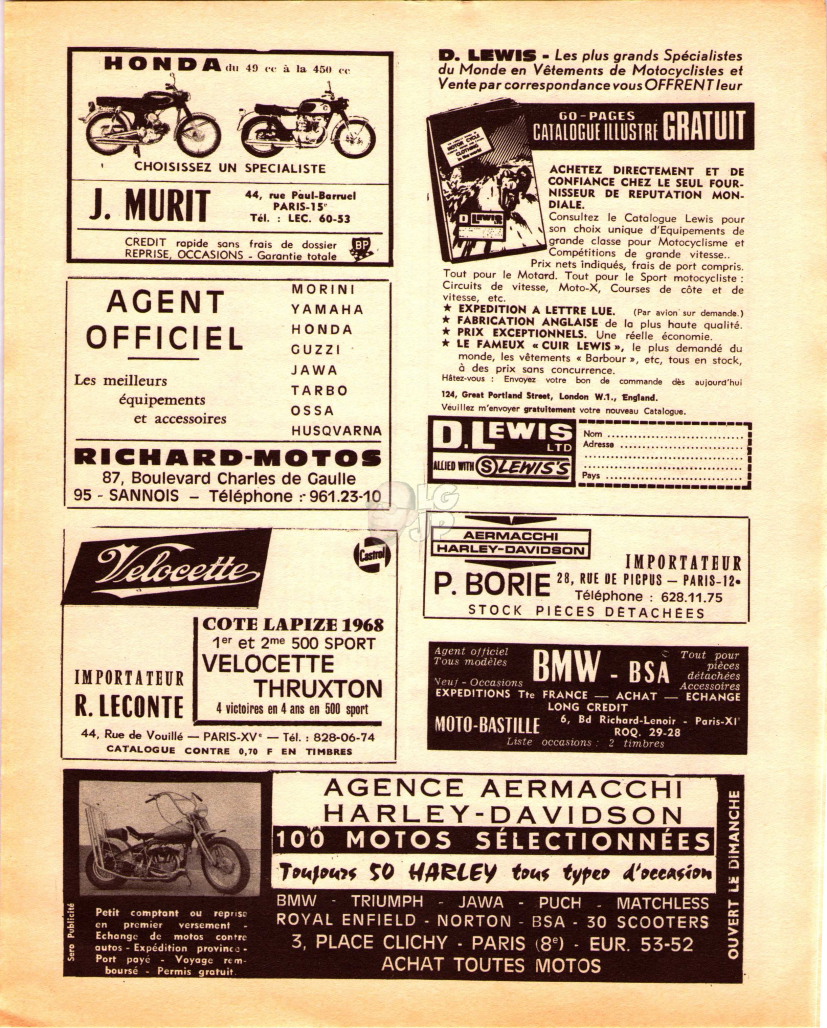 HONDA du 49 cc à la 450 cc
CHOISISSEZ UN SPECIALISTE
J. MURIT
44, rue Paul-Barruel
PARIS-15e
Tél. : LEC. 60-53
CREDIT rapide sans frais de dossier
REPRISE, OCCASIONS - Garantie totale
BP
AGENT
OFFICIEL
Les meilleurs
équipements
et accessoires
MORINI
YAMAHA
HONDA
GUZZI
JAWA
TARBO
OSSA
HUSQVARNA
RICHARD-MOTOS
87, Boulevard Charles de Gaulle
95 - SANNOIS - Téléphone : 961.23-10
LG
JP
Velocette
Castrol
COTE LAPIZE 1968
1er et 2me 500 SPORT
VELOCETTE
THRUXTON
4 victoires en 4 ans en 500 sport
IMPORTATEUR
R. LECONTE
44, Rue de Vouillé — PARIS-XVe — Tél. : 828-06-74
CATALOGUE CONTRE 0,70 F EN TIMBRES
D. LEWIS - Les plus grands Spécialistes
du Monde en Vêtements de Motocyclistes et
Vente par correspondance vous OFFRENT leur
60-PAGES
CATALOGUE ILLUSTRÉ GRATUIT
MOTOR CYCLE
CLOTHING
D LEWIS
ACHETEZ DIRECTEMENT ET DE
CONFIANCE CHEZ LE SEUL FOUR-
NISSEUR DE REPUTATION MON-
DIALE.
Consultez le Catalogue Lewis pour
son choix unique d'Equipements de
grande classe pour Motocyclisme et
Compétitions de grande vitesse..
Prix nets indiqués, frais de port compris.
Tout pour le Motard. Tout pour le Sport motocycliste :
Circuits de vitesse, Moto-X, Courses de côte et de
vitesse, etc.
★ EXPEDITION A LETTRE LUE. (Par avion sur demande.)
★ FABRICATION ANGLAISE de la plus haute qualité.
★ PRIX EXCEPTIONNELS. Une réelle économie.
★ LE FAMEUX « CUIR LEWIS », le plus demandé du
monde, les vêtements « Barbour », etc, tous en stock,
à des prix sans concurrence.
Hâtez-vous : Envoyez votre bon de commande dès aujourd'hui
124, Great Portland Street, London W.1., England.
Veuillez m'envoyer gratuitement votre nouveau Catalogue.
D. LEWIS
LTD
ALLIED WITH S LEWIS'S
Nom
Adresse
Pays
AERMACCHI
HARLEY-DAVIDSON
IMPORTATEUR
P. BORIE
28, RUE DE PICPUS — PARIS-12e
Téléphone : 628.11.75
STOCK PIÈCES DÉTACHÉES
Agent officiel
Tous modèles
Neuf - Occasions
BMW - BSA
Tout pour
pièces
détachées
Accessoires
EXPEDITIONS Tte FRANCE — ACHAT — ECHANGE
LONG CREDIT
MOTO-BASTILLE
6, Bd Richard-Lenoir - Paris-XIe
ROQ. 29-28
Liste occasions : 2 timbres
Sero Publicité
Petit comptant ou reprise
en premier versement -
Echange de motos contre
autos - Expédition province -
Port payé - Voyage rem-
boursé - Permis gratuit.
AGENCE AERMACCHI
HARLEY-DAVIDSON
100 MOTOS SÉLECTIONNÉES
Toujours 50 HARLEY tous types d'occasion
BMW - TRIUMPH - JAWA - PUCH - MATCHLESS
ROYAL ENFIELD - NORTON - BSA - 30 SCOOTERS
3, PLACE CLICHY - PARIS (8e) - EUR. 53-52
ACHAT TOUTES MOTOS
OUVERT LE DIMANCHE